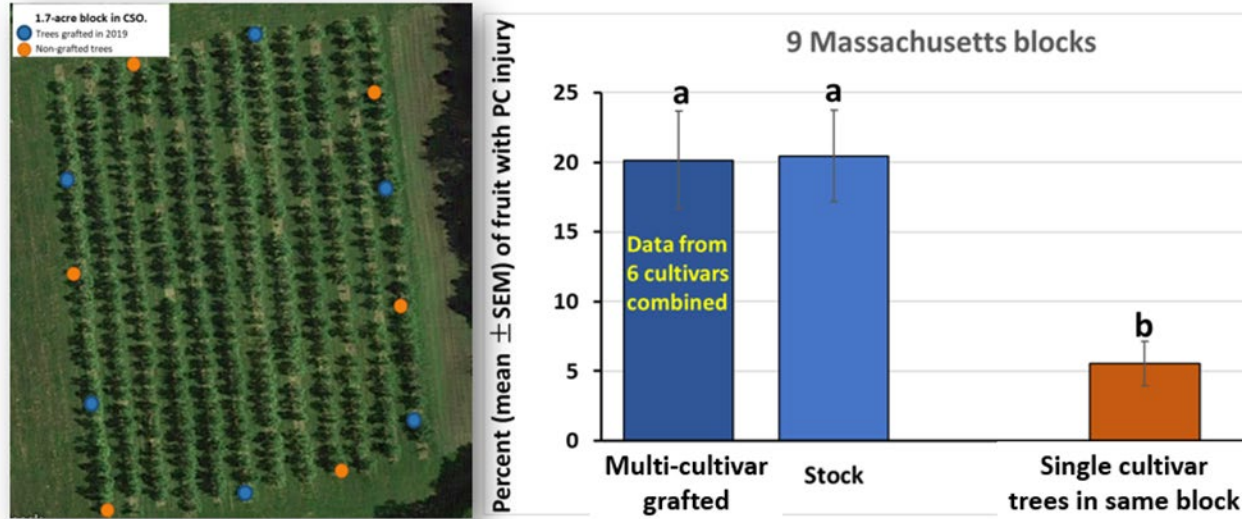 1.7-acre block in CSO.
Trees grafted in 2019
Non-grafted trees
9 Massachusetts blocks
Percent (mean ± SEM) of fruit with PC injury
25
20
15
10
5
0
a
a
b
Data from
6 cultivars
combined
Multi-cultivar
grafted
Stock
Single cultivar
trees in same block